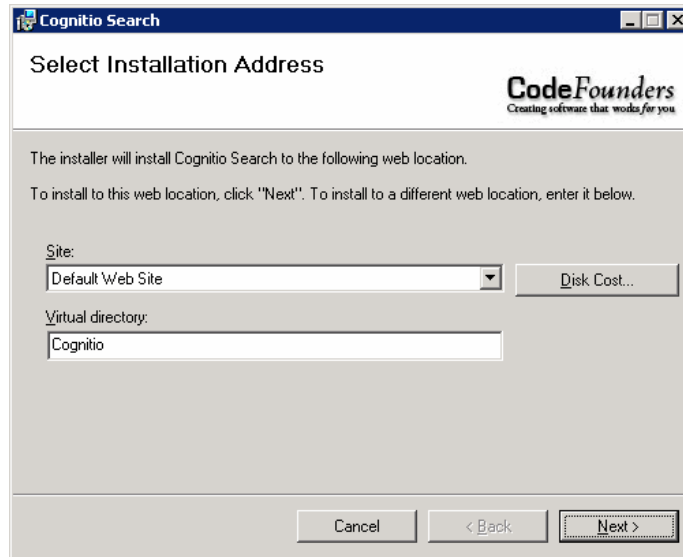 Cognitio Search
Select Installation Address
CodeFounders
Creating software that works for you
The installer will install Cognitio Search to the following web location.
To install to this web location, click "Next". To install to a different web location, enter it below.
Site:
Default Web Site
Disk Cost...
Virtual directory:
Cognitio
Cancel
< Back
Next >